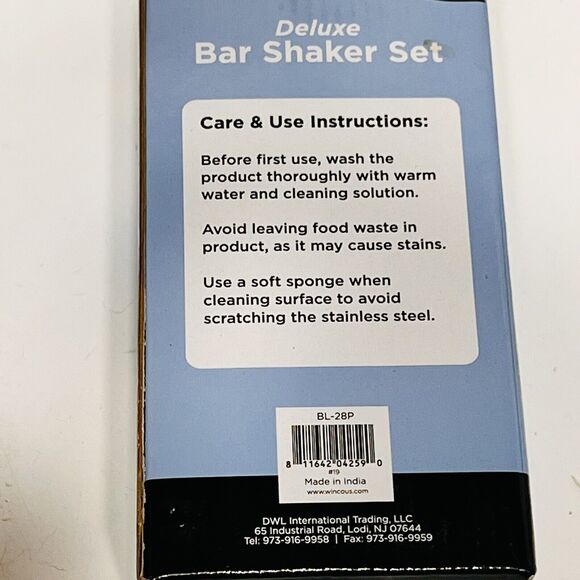 Deluxe
Bar Shaker Set
Care & Use Instructions:
Before first use, wash the
product thoroughly with warm
water and cleaning solution.
Avoid leaving food waste in
product, as it may cause stains.
Use a soft sponge when
cleaning surface to avoid
scratching the stainless steel.
BL-28P
8 11642 04259 0
#19
Made in India
www.wincous.com
DWL International Trading, LLC
65 Industrial Road, Lodi, NJ 07644
Tel: 973-916-9958 | Fax: 973-916-9959